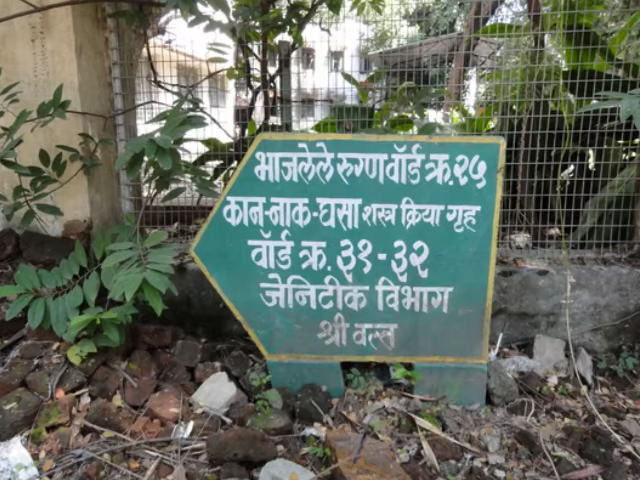 भाजलेले रुग्ण वॉर्ड क्र.२५
कान-नाक-घसा शस्त्र क्रिया गृह
वॉर्ड क्र. ३१-३२
जेनिटीक विभाग
श्री वत्स